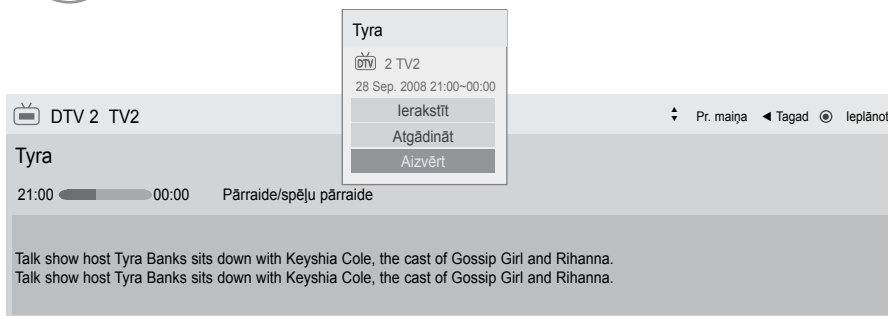 Tyra
DTV 2 TV2
28 Sep. 2008 21:00~00:00
Ierakstīt
Atgādināt
Aizvērt
DTV 2 TV2
Pr. maiņa ◀ Tagad ◉ Ieplānot
Tyra
21:00 00:00 Pārraide/spēļu pārraide
Talk show host Tyra Banks sits down with Keyshia Cole, the cast of Gossip Girl and Rihanna.
Talk show host Tyra Banks sits down with Keyshia Cole, the cast of Gossip Girl and Rihanna.